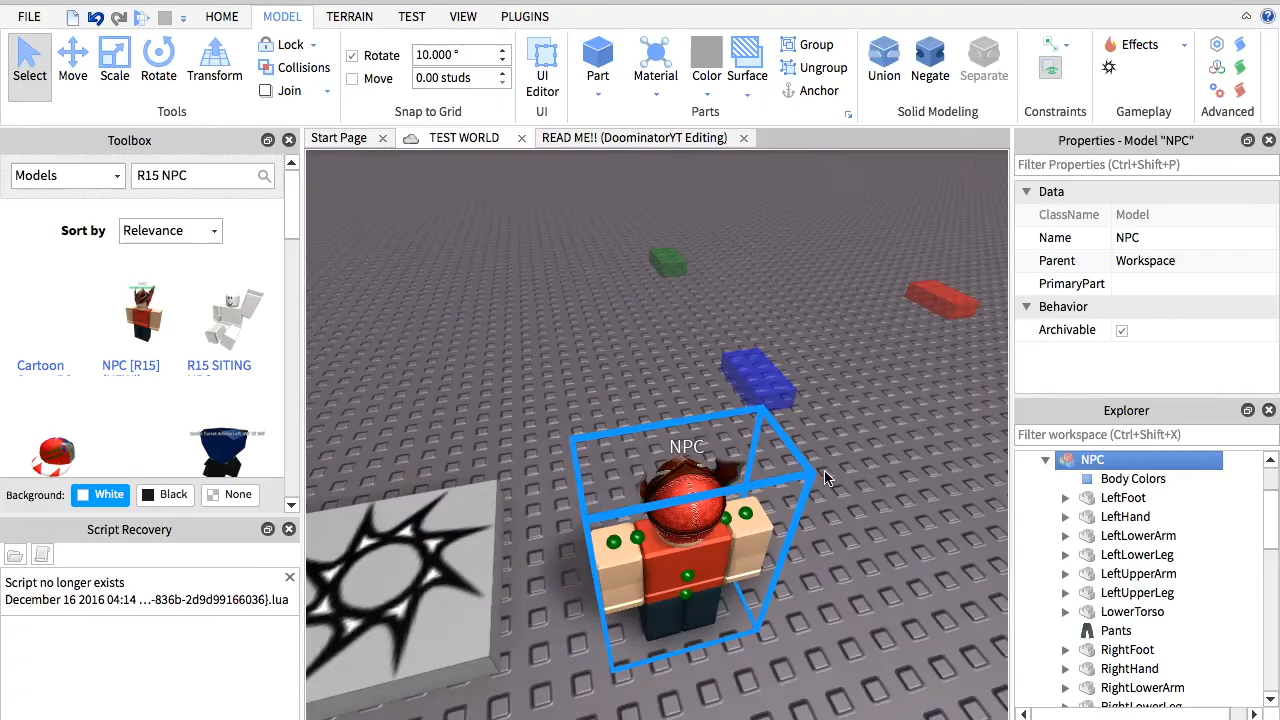 FILE HOME MODEL TERRAIN TEST VIEW PLUGINS
Select Move Scale Rotate Transform
Lock
Collisions
Join
Tools
Rotate 10.000 °
Move 0.00 studs
Snap to Grid
UI Editor
UI
Part Material Color Surface
Group
Ungroup
Anchor
Parts
Union Negate Separate
Solid Modeling
Constraints
Effects
Gameplay
Advanced
Toolbox
Models R15 NPC
Sort by Relevance
Cartoon NPC [R15] R15 SITING
Background: White Black None
Script Recovery
Script no longer exists
December 16 2016 04:14 ...-836b-2d9d99166036}.lua
Start Page TEST WORLD READ ME!! (DoominatorYT Editing)
NPC
Properties - Model "NPC"
Filter Properties (Ctrl+Shift+P)
Data
ClassName Model
Name NPC
Parent Workspace
PrimaryPart
Behavior
Archivable
Explorer
Filter workspace (Ctrl+Shift+X)
NPC
Body Colors
LeftFoot
LeftHand
LeftLowerArm
LeftLowerLeg
LeftUpperArm
LeftUpperLeg
LowerTorso
Pants
RightFoot
RightHand
RightLowerArm
RightLowerLeg